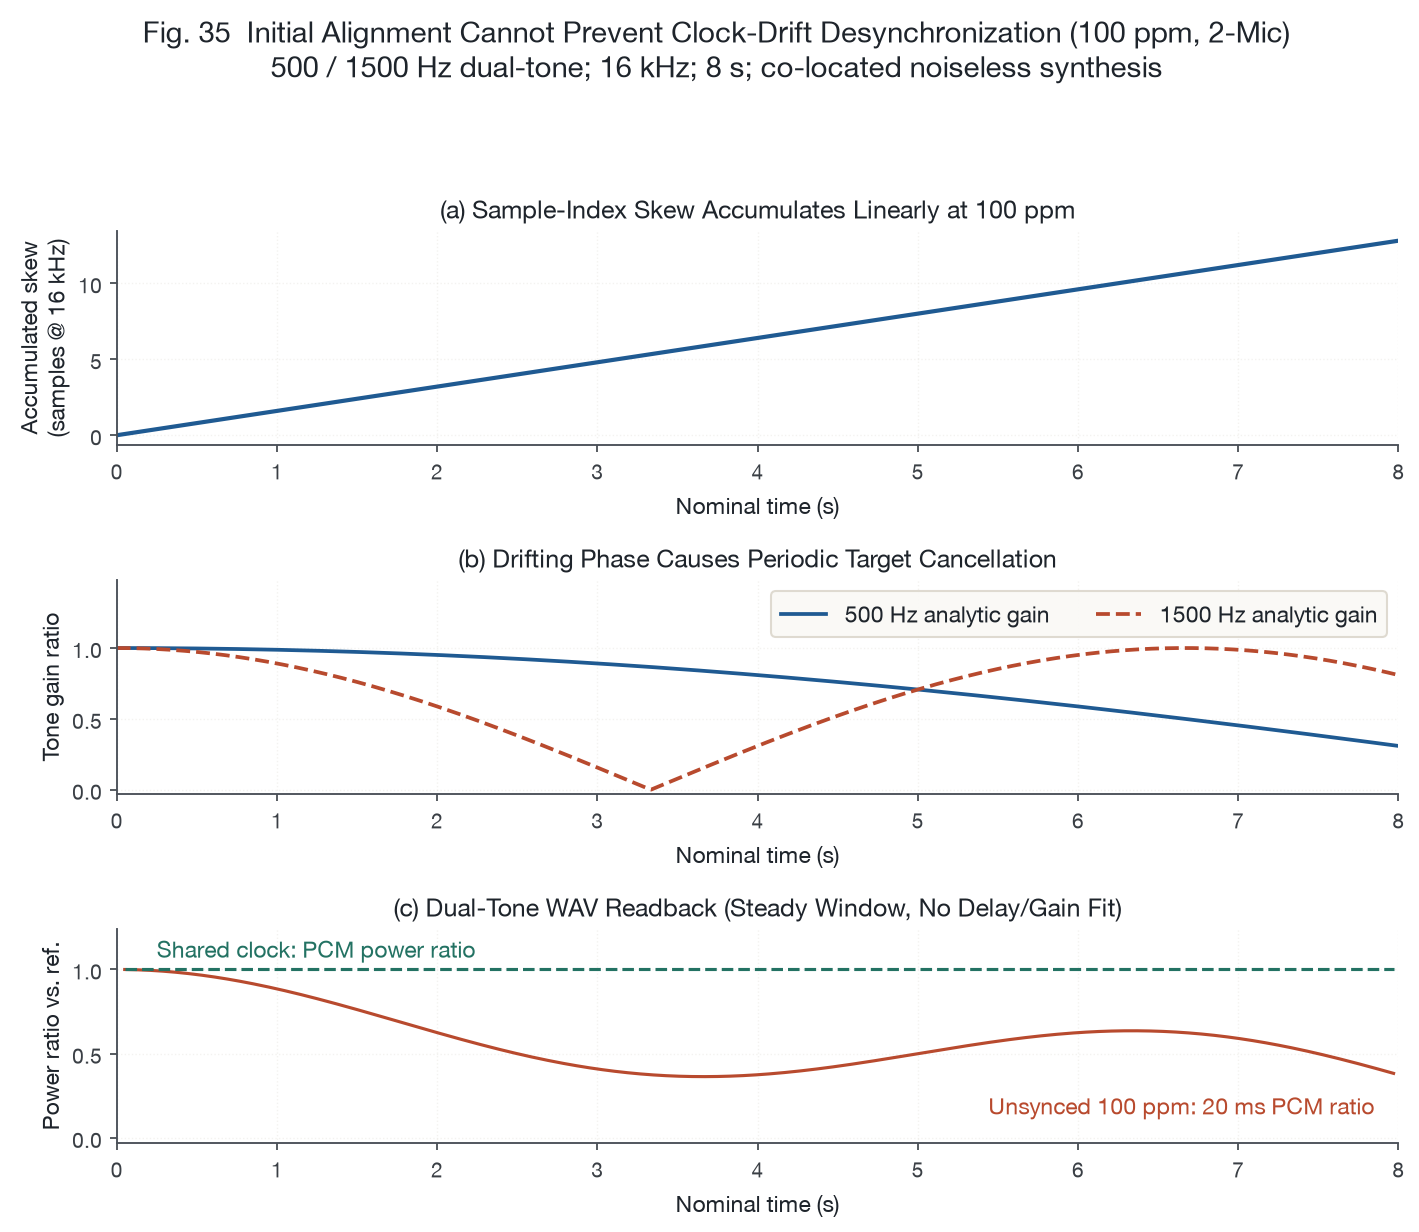 Fig. 35  Initial Alignment Cannot Prevent Clock-Drift Desynchronization (100 ppm, 2-Mic)
500 / 1500 Hz dual-tone; 16 kHz; 8 s; co-located noiseless synthesis
(a) Sample-Index Skew Accumulates Linearly at 100 ppm
Accumulated skew
(samples @ 16 kHz)
10
5
0
0 1 2 3 4 5 6 7 8
Nominal time (s)
(b) Drifting Phase Causes Periodic Target Cancellation
500 Hz analytic gain
1500 Hz analytic gain
Tone gain ratio
1.0
0.5
0.0
0 1 2 3 4 5 6 7 8
Nominal time (s)
(c) Dual-Tone WAV Readback (Steady Window, No Delay/Gain Fit)
Shared clock: PCM power ratio
Power ratio vs. ref.
1.0
0.5
0.0
Unsynced 100 ppm: 20 ms PCM ratio
0 1 2 3 4 5 6 7 8
Nominal time (s)